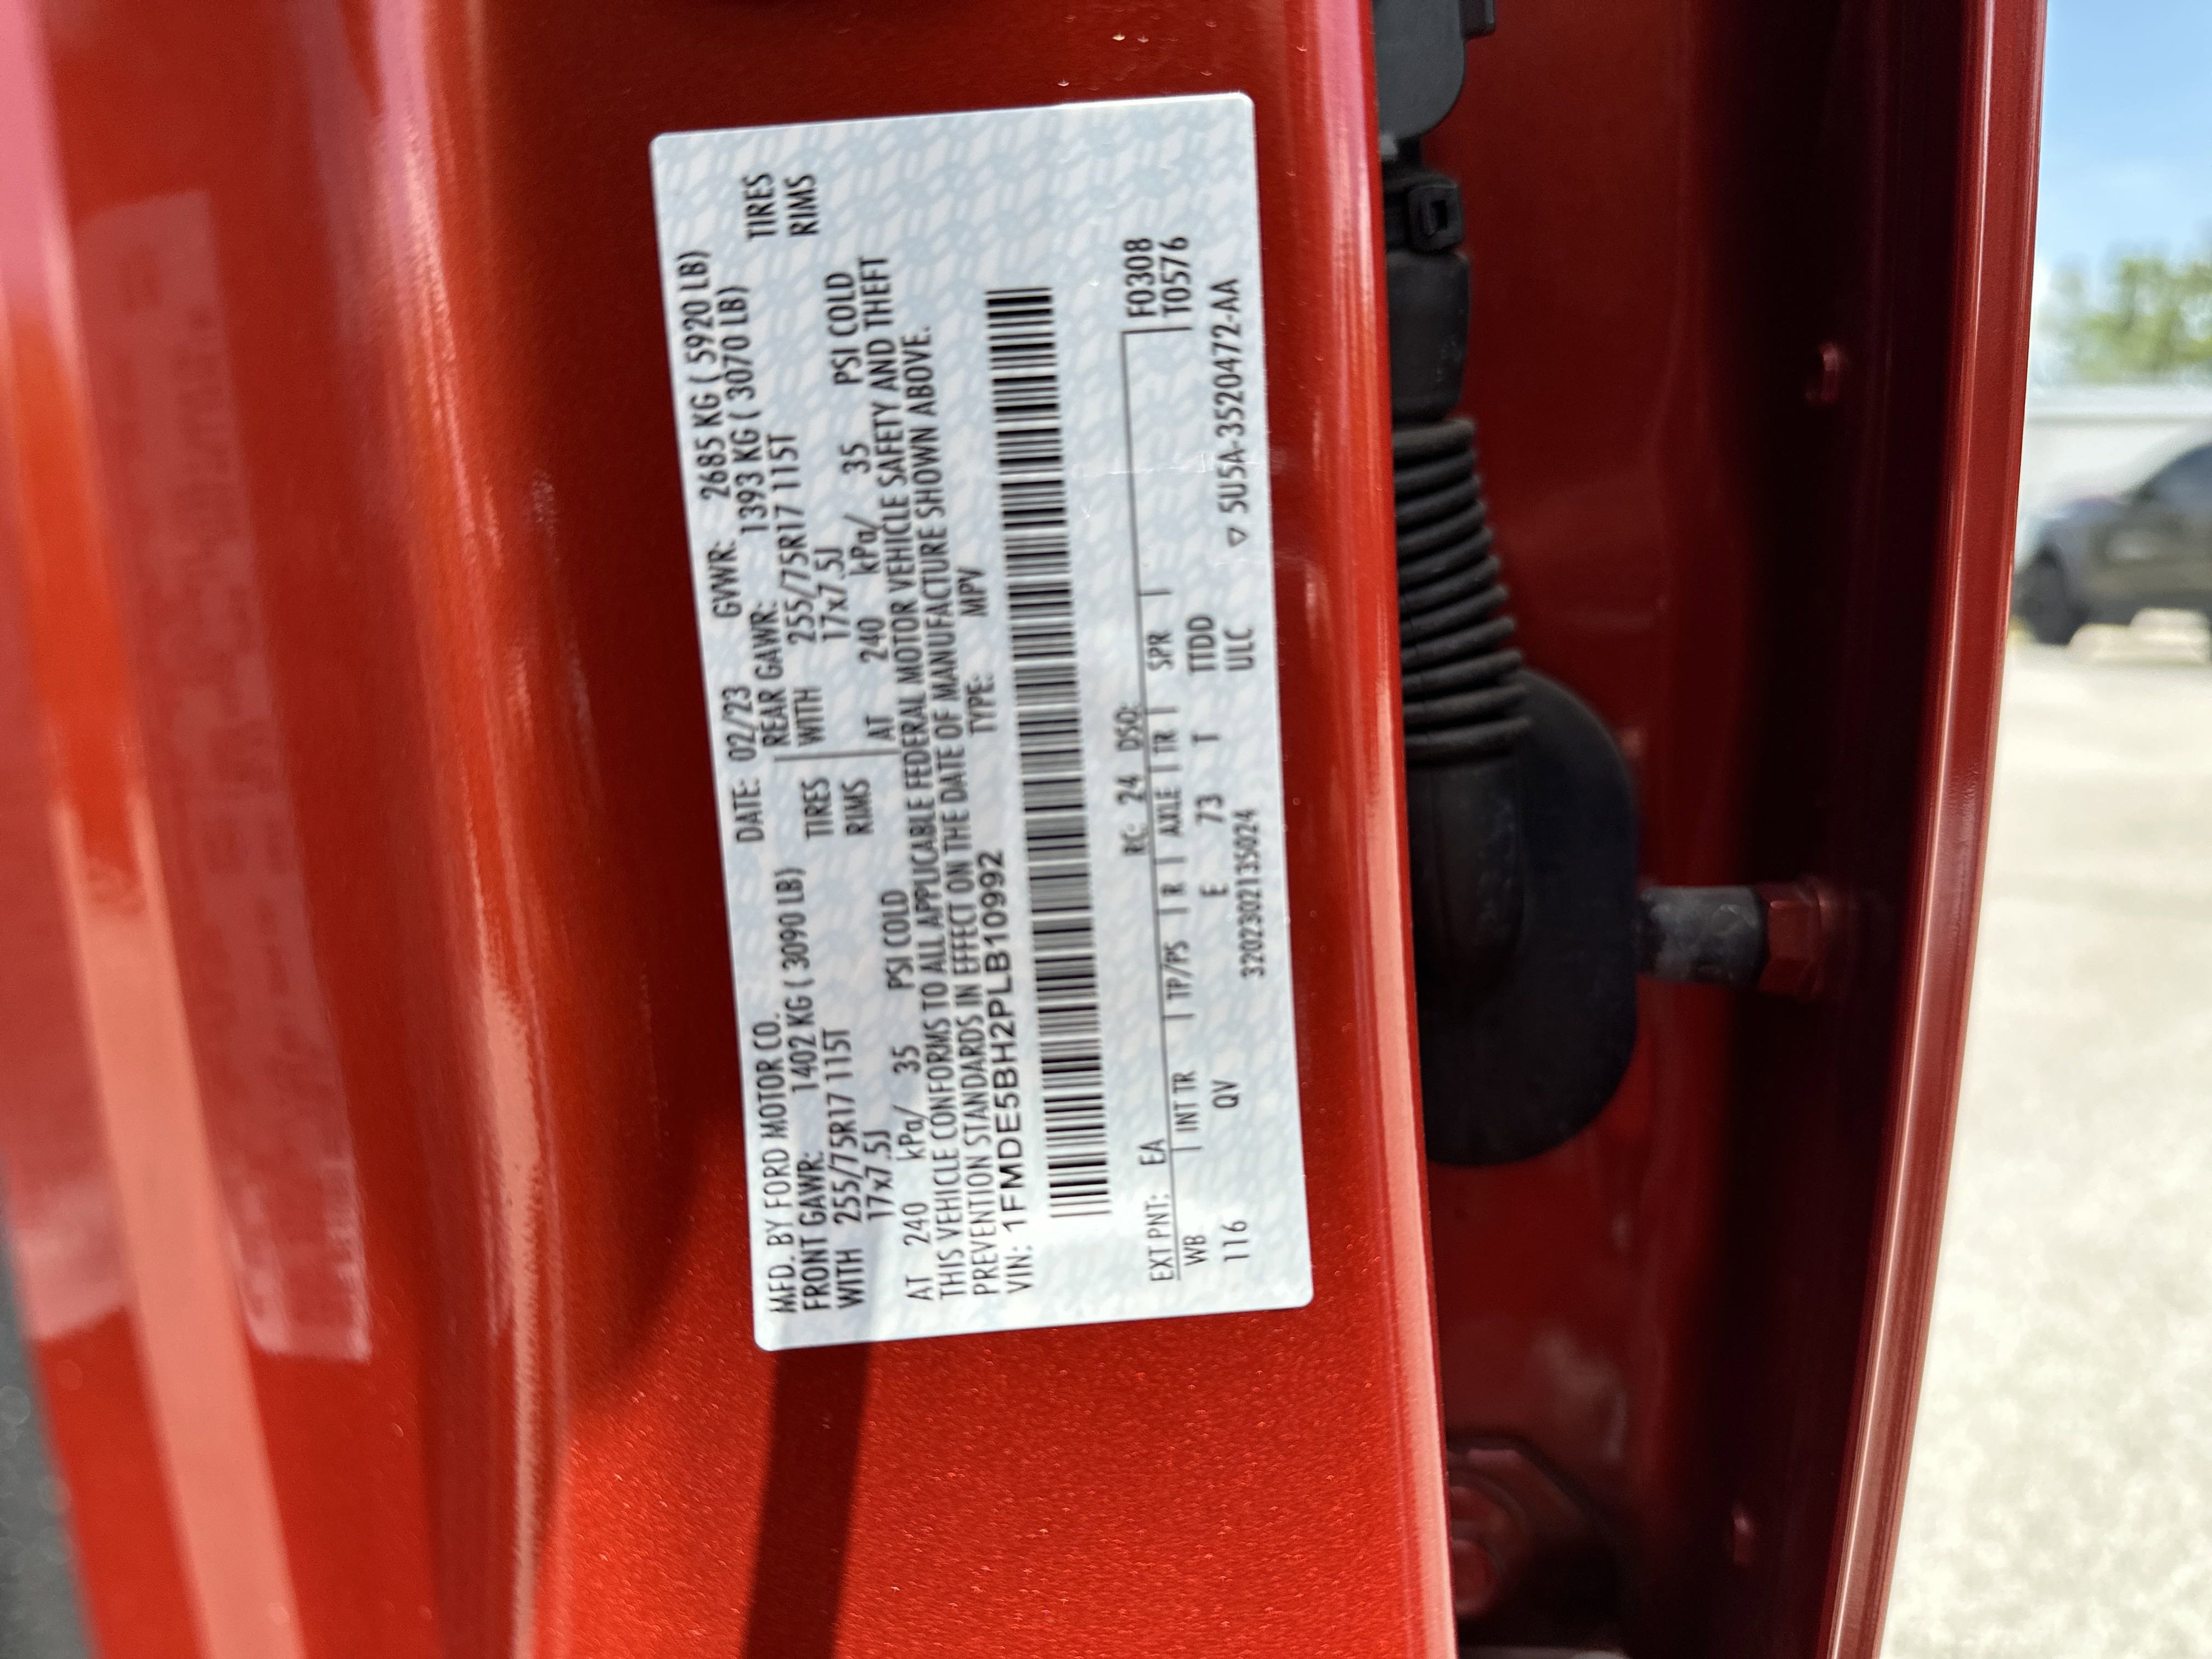 MFD. BY FORD MOTOR CO. DATE: 02/23 GVWR: 2685 KG ( 5920 LB)
FRONT GAWR: 1402 KG ( 3090 LB) REAR GAWR: 1393 KG ( 3070 LB)
WITH 255/75R17 115T TIRES WITH 255/75R17 115T TIRES
17x7.5J RIMS 17x7.5J RIMS
AT 240 kPa/ 35 PSI COLD AT 240 kPa/ 35 PSI COLD
THIS VEHICLE CONFORMS TO ALL APPLICABLE FEDERAL MOTOR VEHICLE SAFETY AND THEFT
PREVENTION STANDARDS IN EFFECT ON THE DATE OF MANUFACTURE SHOWN ABOVE.
VIN: 1FMDE5BH2PLB10992 TYPE: MPV
F0308
EXT PNT: EA RC: 24 DSO: T0576
WB | INT TR | TP/PS | R | AXLE | TR | SPR |
116 QV E 73 T TTDD
3202302135024 ULC ▽ 5U5A-3520472-AA